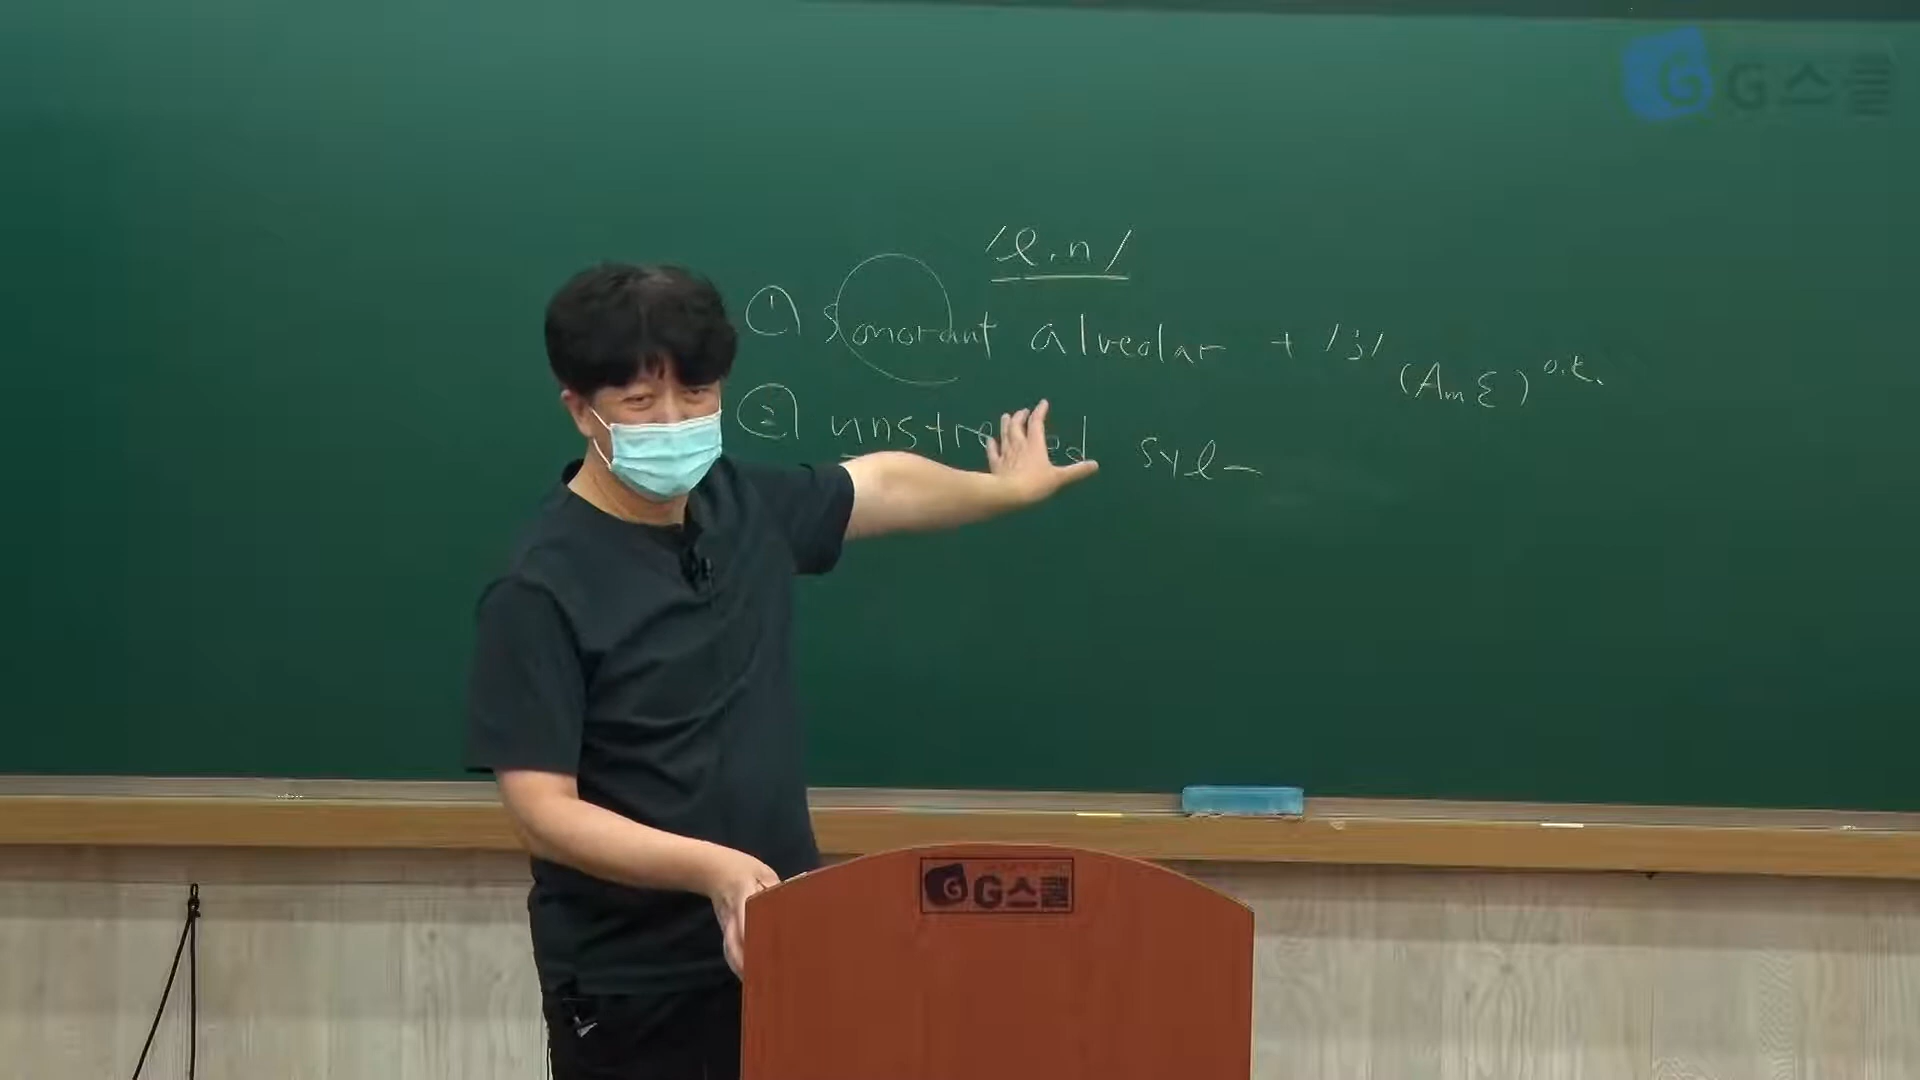 G스쿨
/l, n/
① sonorant alveolar + /j/ (AmE) o.k.
② unstressed syl-
G G스쿨